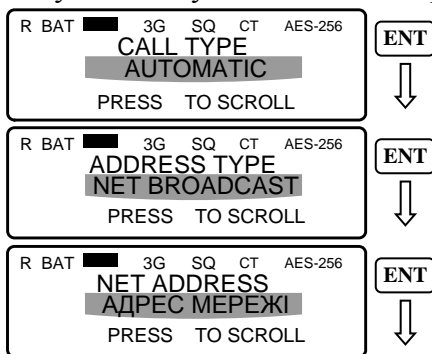 R BAT 3G SQ CT AES-256
CALL TYPE
AUTOMATIC
PRESS TO SCROLL
ENT
R BAT 3G SQ CT AES-256
ADDRESS TYPE
NET BROADCAST
PRESS TO SCROLL
ENT
R BAT 3G SQ CT AES-256
NET ADDRESS
АДРЕС МЕРЕЖІ
PRESS TO SCROLL
ENT